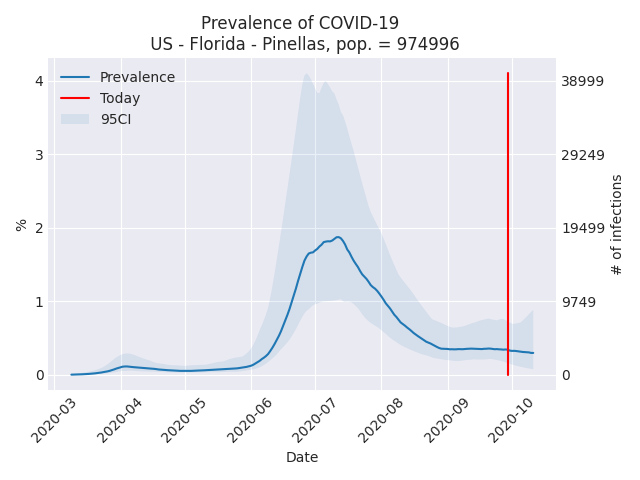 Prevalence of COVID-19
US - Florida - Pinellas, pop. = 974996
Prevalence
Today
95CI
4
3
2
1
0
%
38999
29249
19499
9749
0
# of infections
2020-03
2020-04
2020-05
2020-06
2020-07
2020-08
2020-09
2020-10
Date